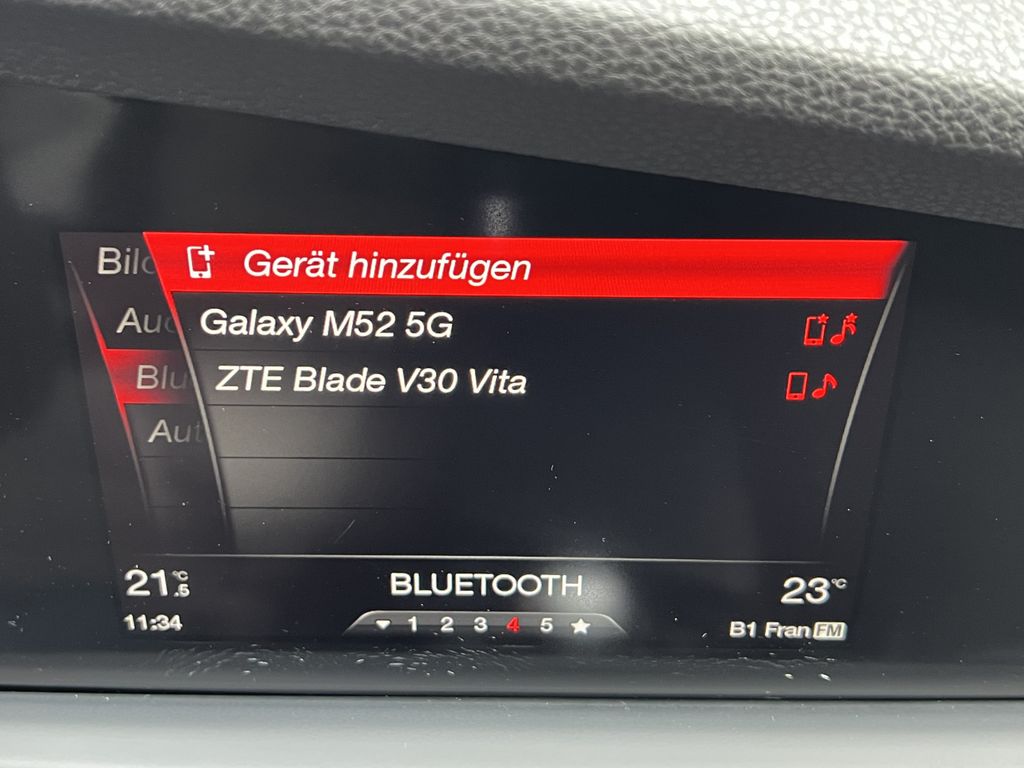 Gerät hinzufügen
Galaxy M52 5G
ZTE Blade V30 Vita
21.5 °C
BLUETOOTH
23 °C
11:34
1 2 3 4 5
B1 Fran FM